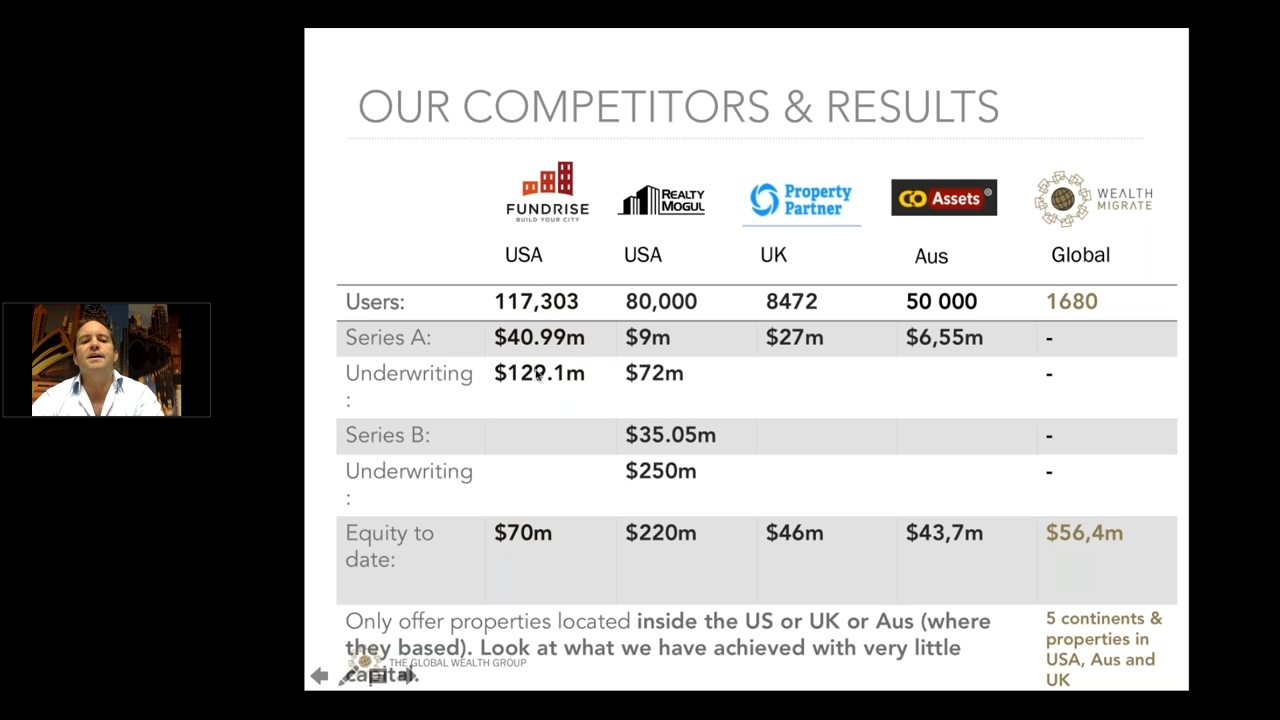 OUR COMPETITORS & RESULTS
FUNDRISE
BUILD YOUR CITY
REALTY
MOGUL
Property
Partner
CO Assets®
WEALTH
MIGRATE
USA USA UK Aus Global
Users: 117,303 80,000 8472 50 000 1680
Series A: $40.99m $9m $27m $6,55m -
Underwriting $129.1m $72m -
:
Series B: $35.05m -
Underwriting $250m -
:
Equity to $70m $220m $46m $43,7m $56,4m
date:
Only offer properties located inside the US or UK or Aus (where
they based). Look at what we have achieved with very little
capital.
THE GLOBAL WEALTH GROUP
5 continents &
properties in
USA, Aus and
UK